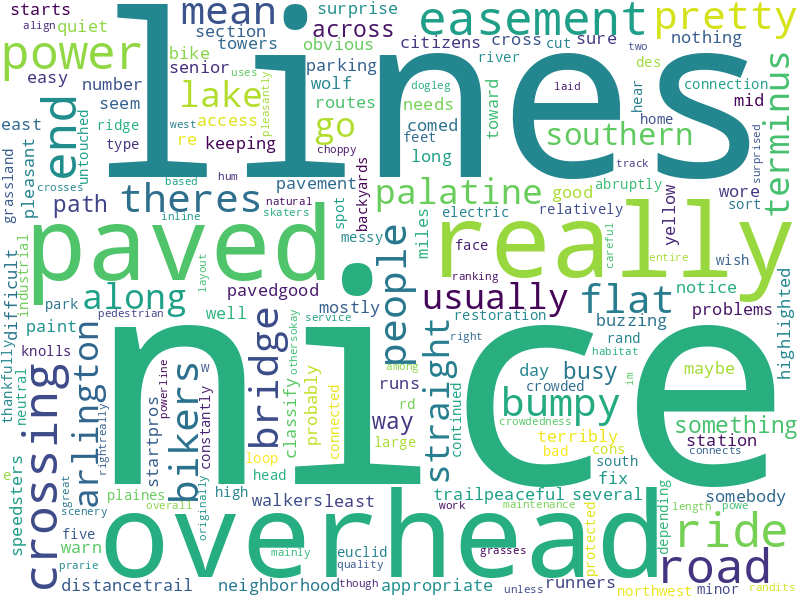 starts
mean
surprise
across
easement
pretty
align
quiet
section
obvious
citizens
cross
sure
nothing
two
bike
towers
cut
river
des
power
lines
senior
parking
wolf
easy
number
routes
needs
dogleg
laid
connection
mid
uses
pleasantly
toward
hear
home
terminus
end
seem
lake
access
go
comed
southern
east
ridge
type
re
keeping
feet
long
west
untouched
choppy
track
surprised
grassland
pleasant
crosses
based
hum
pavement
backyards
palatine
good
abruptly
wore
theres
natural
path
inline
skaters
spot
electric
relatively
yellow
sort
paved
messy
miles
really
careful
face
entire
wish
industrial
layout
people
ranking
along
pavedgood
usually
flat
notice
problems
difficult
park
pedestrian
well
bridge
mostly
restoration
buzzing
highlighted
paint
service
right
rand
thankfully
knolls
arlington
w
othersokay
runs
straight
day
busy
habitat
maybe
neutral
bikers
powerline
classify
probably
connected
way
among
continued
crowded
im
crossing
rightreally
startpros
constantly
nice
large
rd
crowdedness
bumpy
something
terribly
loop
cons
station
bad
e
speedsters
plaines
head
south
fix
great
overall
originally
high
walkers
least
trailpeaceful
several
depending
somebody
five
scenery
warn
length
powe
work
maintenance
overhead
ride
euclid
protected
prarie
mainly
quality
grasses
road
distancetrail
neighborhood
though
appropriate
runners
unless
northwest
minor
randits
connects